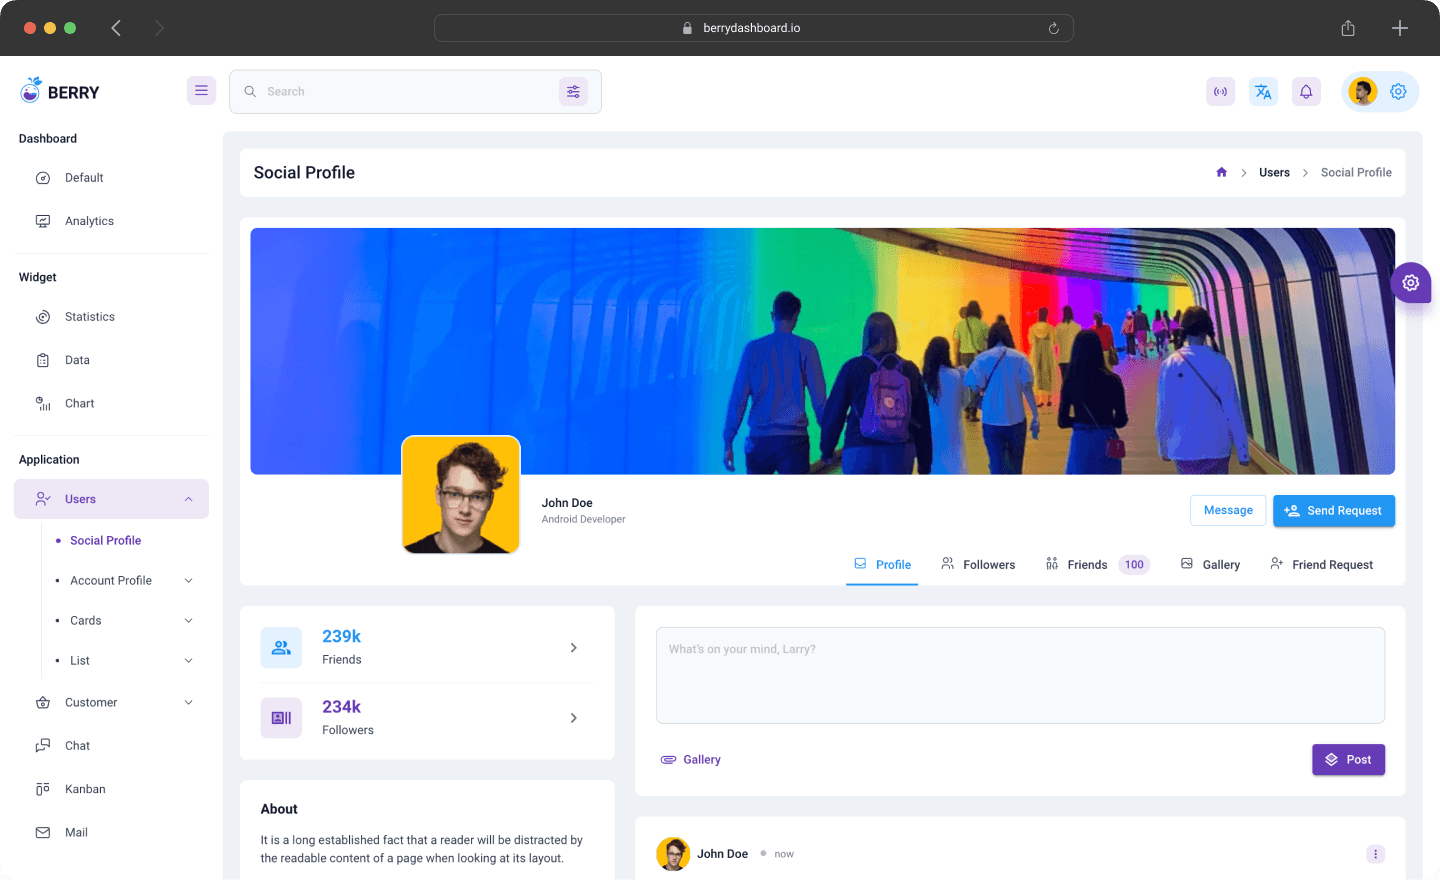 berrydashboard.io
BERRY
Search
Dashboard
Default
Analytics
Widget
Statistics
Data
Chart
Application
Users
Social Profile
Account Profile
Cards
List
Customer
Chat
Kanban
Mail
Social Profile
Users
Social Profile
John Doe
Android Developer
Message
Send Request
Profile
Followers
Friends 100
Gallery
Friend Request
239k
Friends
234k
Followers
About
It is a long established fact that a reader will be distracted by
the readable content of a page when looking at its layout.
What's on your mind, Larry?
Gallery
Post
John Doe
now